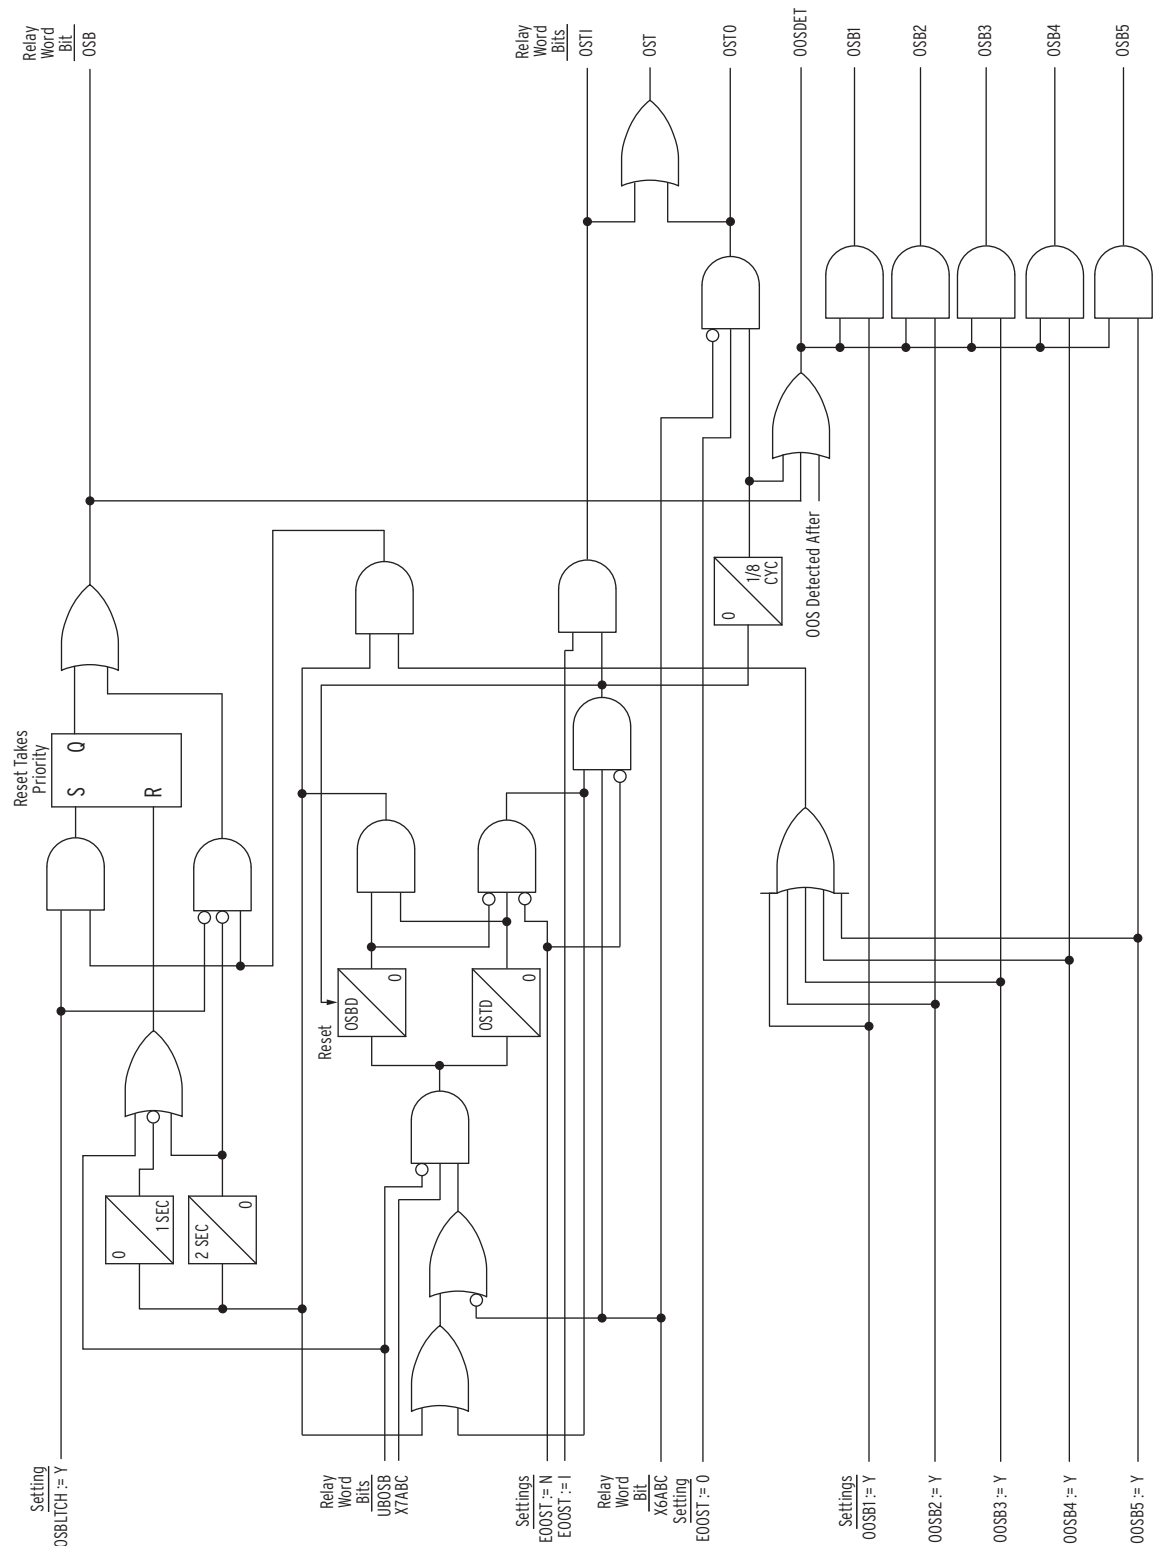 Relay
Word
Bit
OSB
Relay
Word
Bits
OSTI
OST
OSTO
OOSDET
OSB1
OSB2
OSB3
OSB4
OSB5
Reset Takes
Priority
S
Q
R
0
1 SEC
2 SEC
0
Reset
OSBD
0
OSTD
0
0
1/8
CYC
OOS Detected After
Setting
OSBLTCH := Y
Relay
Word
Bits
UBOSB
X7ABC
Settings
EOOST := N
EOOST := I
Relay
Word
Bit
X6ABC
Setting
EOOST := O
Settings
OOSB1 := Y
OOSB2 := Y
OOSB3 := Y
OOSB4 := Y
OOSB5 := Y